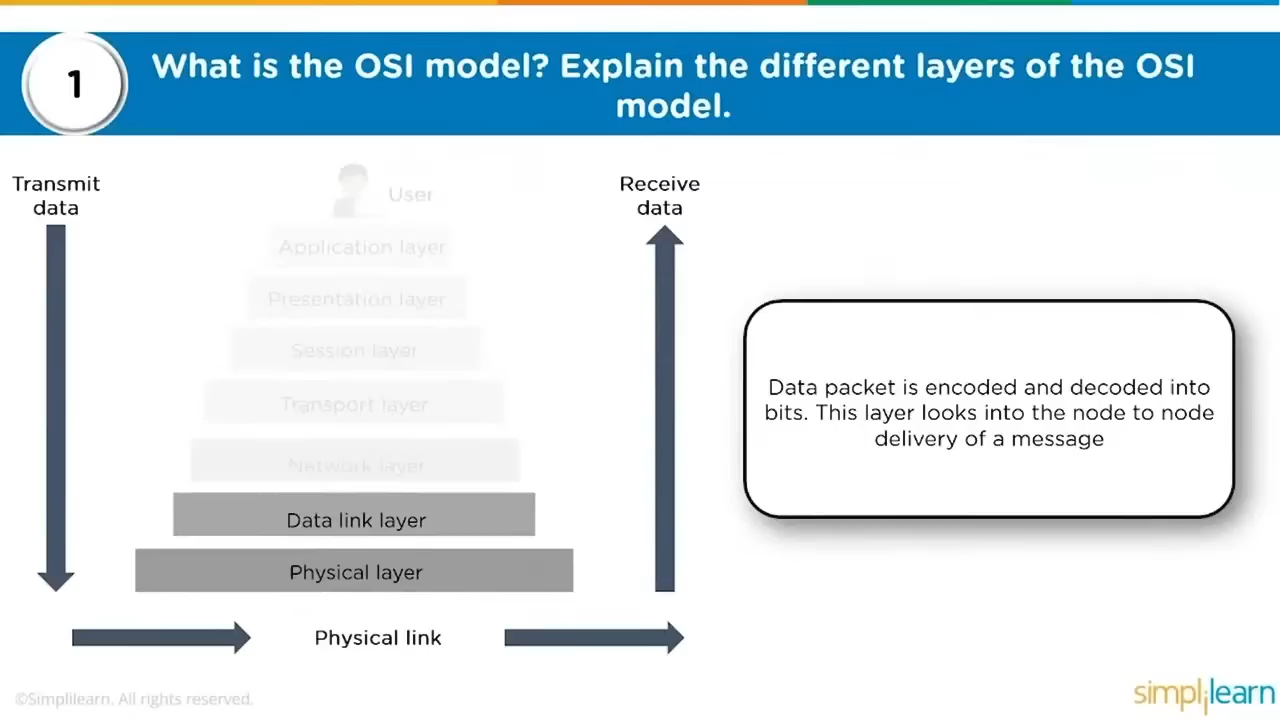 1
What is the OSI model? Explain the different layers of the OSI
model.
Transmit
data
User
Application layer
Presentation layer
Session layer
Transport layer
Network layer
Data link layer
Physical layer
Physical link
Receive
data
Data packet is encoded and decoded into
bits. This layer looks into the node to node
delivery of a message
©Simplilearn. All rights reserved.
simplilearn